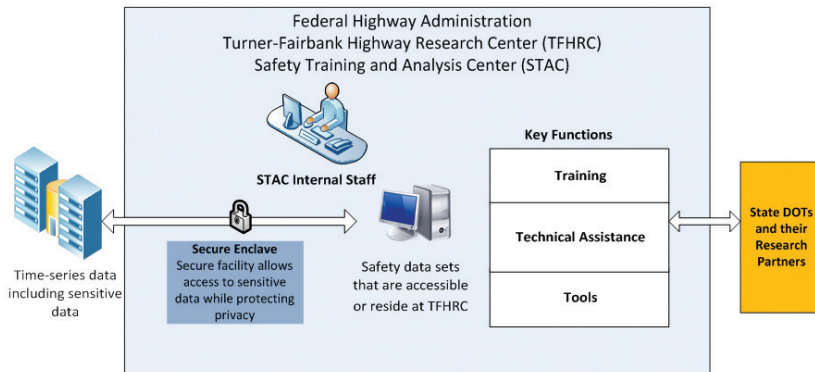 Federal Highway Administration
Turner-Fairbank Highway Research Center (TFHRC)
Safety Training and Analysis Center (STAC)
STAC Internal Staff
Time-series data
including sensitive
data
Secure Enclave
Secure facility allows
access to sensitive
data while protecting
privacy
Safety data sets
that are accessible
or reside at TFHRC
Key Functions
Training
Technical Assistance
Tools
State DOTs
and their
Research
Partners